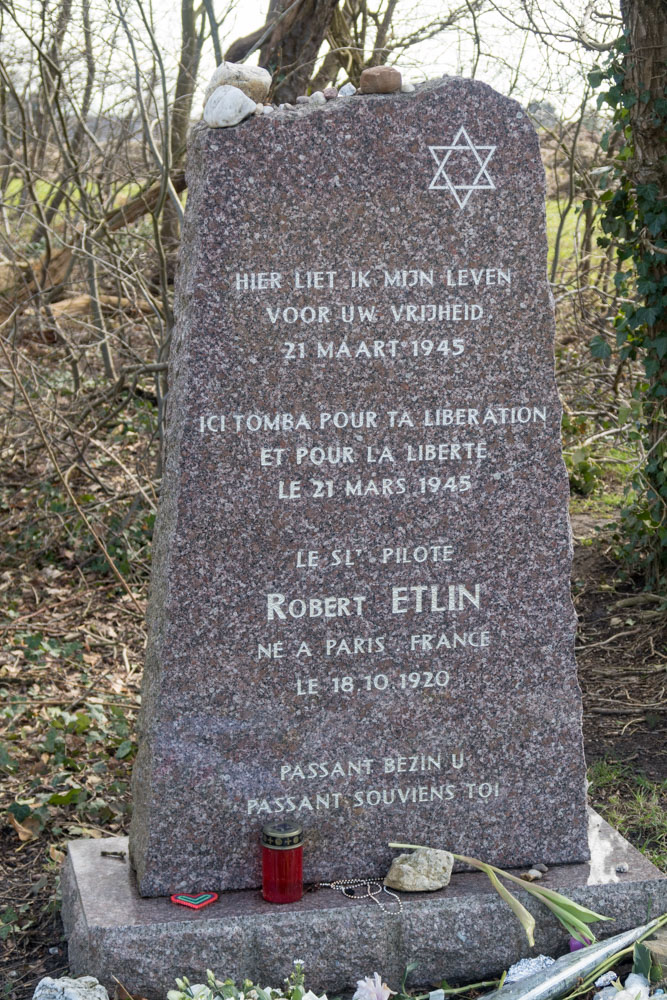 HIER LIET IK MIJN LEVEN
VOOR UW VRIJHEID
21 MAART 1945
ICI TOMBA POUR TA LIBERATION
ET POUR LA LIBERTÉ
LE 21 MARS 1945
LE SLT PILOTE
ROBERT ETLIN
NE A PARIS . FRANCE
LE 18.10.1920
PASSANT BEZIN U
PASSANT SOUVIENS TOI